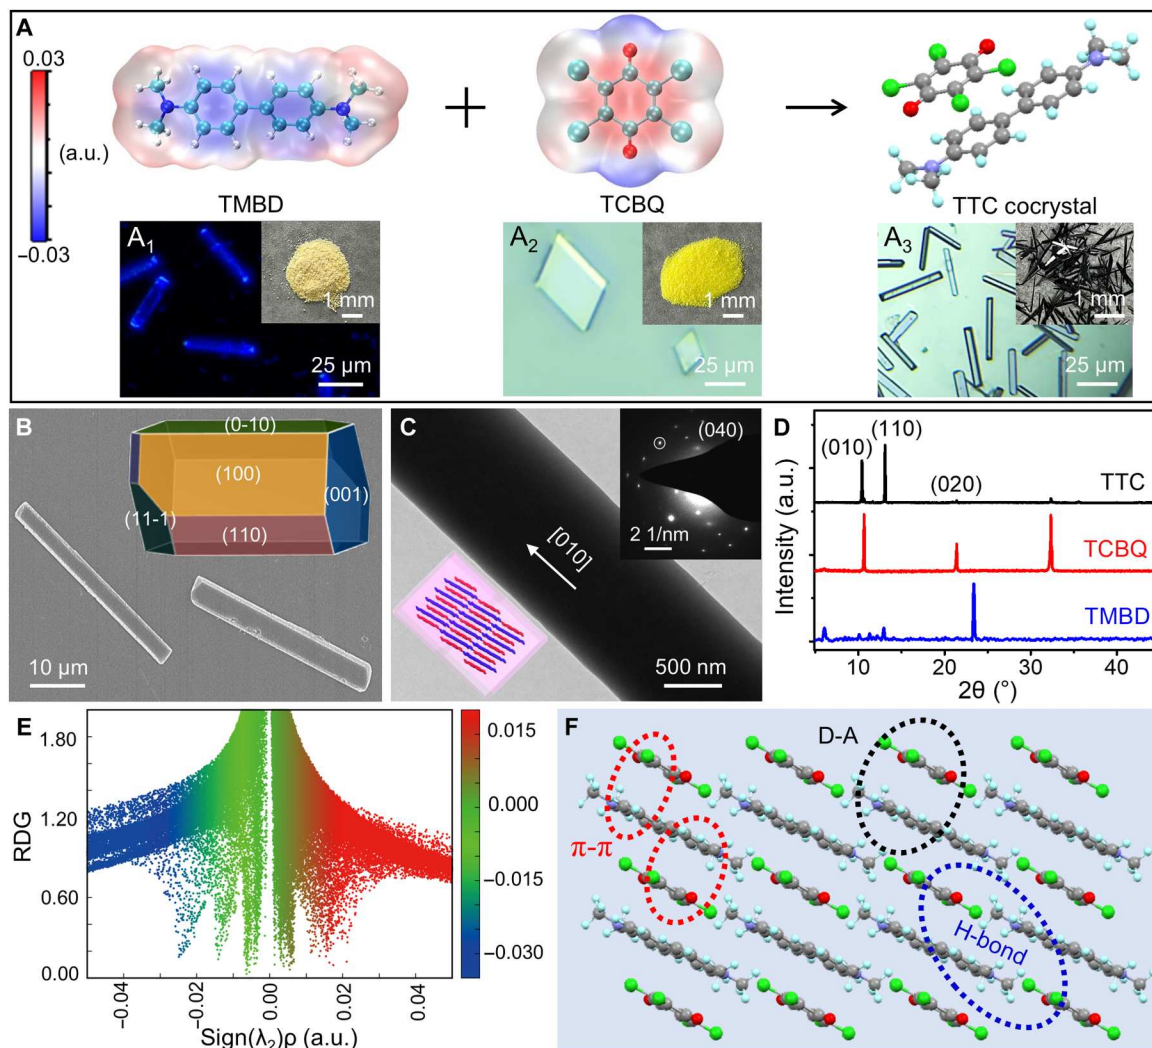 A
0.03
(a.u.)
−0.03
TMBD
TCBQ
TTC cocrystal
A1
1 mm
25 μm
A2
1 mm
25 μm
A3
1 mm
25 μm
B
(0-10)
(100)
(001)
(11-1)
(110)
10 μm
C
(040)
2 1/nm
[010]
500 nm
D
(010)
(110)
(020)
TTC
TCBQ
TMBD
Intensity (a.u.)
10
20
30
40
2θ (°)
E
1.80
1.20
0.60
0.00
RDG
−0.04
−0.02
0.00
0.02
0.04
Sign(λ2)ρ (a.u.)
0.015
0.000
−0.015
−0.030
F
D-A
π-π
H-bond